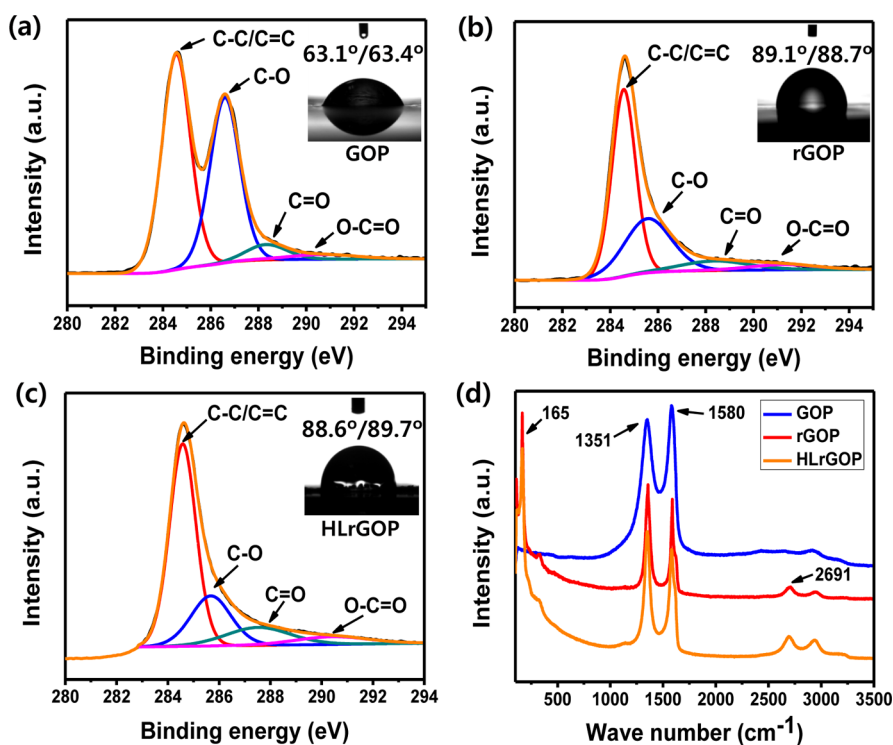 (a)
C-C/C=C
63.1°/63.4°
C-O
GOP
C=O
O-C=O
Intensity (a.u.)
280 282 284 286 288 290 292 294
Binding energy (eV)
(b)
C-C/C=C
89.1°/88.7°
rGOP
C-O
C=O
O-C=O
Intensity (a.u.)
280 282 284 286 288 290 292 294
Binding energy (eV)
(c)
C-C/C=C
88.6°/89.7°
HLrGOP
C-O
C=O
O-C=O
Intensity (a.u.)
280 282 284 286 288 290 292 294
Binding energy (eV)
(d)
165
1351
1580
GOP
rGOP
HLrGOP
2691
Intensity (a.u.)
500 1000 1500 2000 2500 3000 3500
Wave number (cm-1)